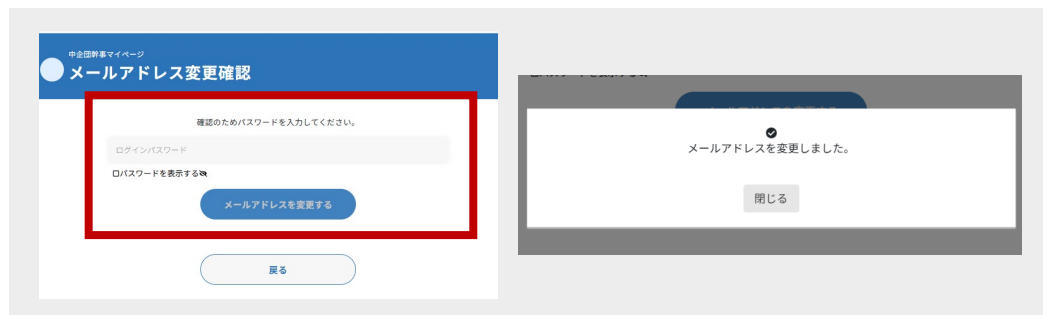 中企団幹事マイページ
メールアドレス変更確認
確認のためパスワードを入力してください。
ログインパスワード
パスワードを表示する
メールアドレスを変更する
戻る
メールアドレスを変更しました。
閉じる